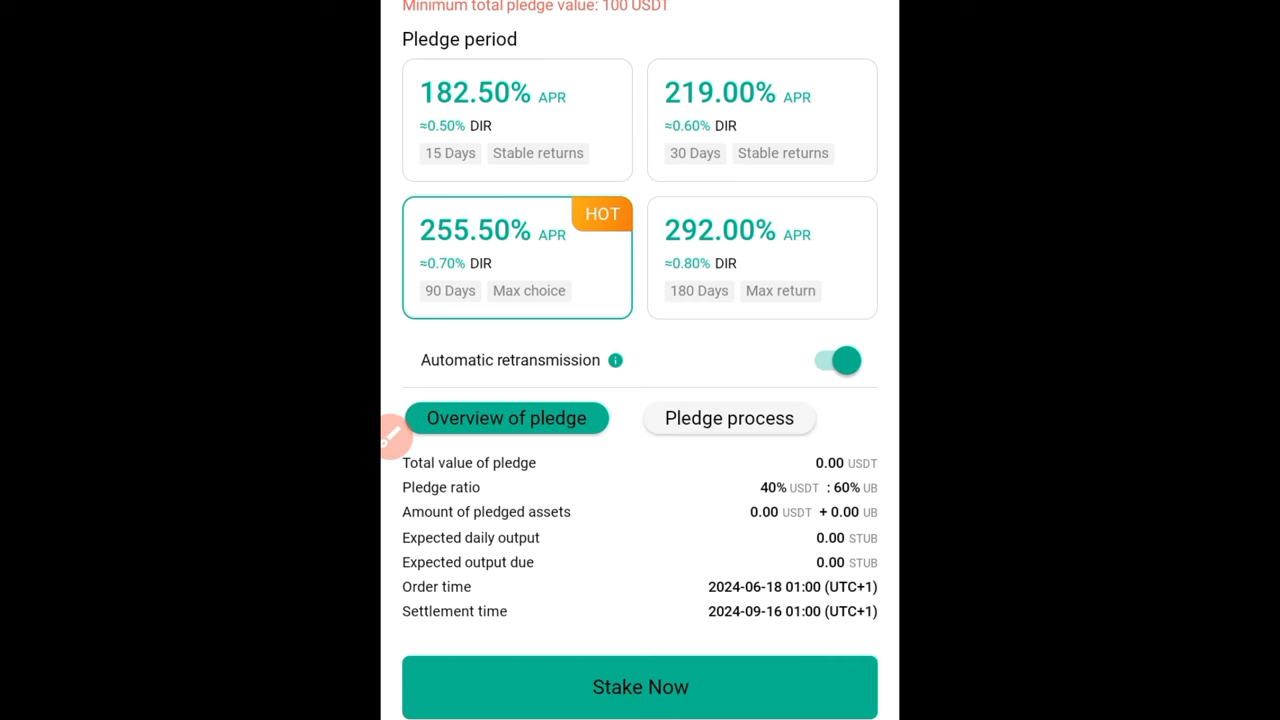 Minimum total pledge value: 100 USDT
Pledge period
182.50% APR
≈0.50% DIR
15 Days Stable returns
219.00% APR
≈0.60% DIR
30 Days Stable returns
HOT
255.50% APR
≈0.70% DIR
90 Days Max choice
292.00% APR
≈0.80% DIR
180 Days Max return
Automatic retransmission
Overview of pledge Pledge process
Total value of pledge 0.00 USDT
Pledge ratio 40% USDT : 60% UB
Amount of pledged assets 0.00 USDT + 0.00 UB
Expected daily output 0.00 STUB
Expected output due 0.00 STUB
Order time 2024-06-18 01:00 (UTC+1)
Settlement time 2024-09-16 01:00 (UTC+1)
Stake Now